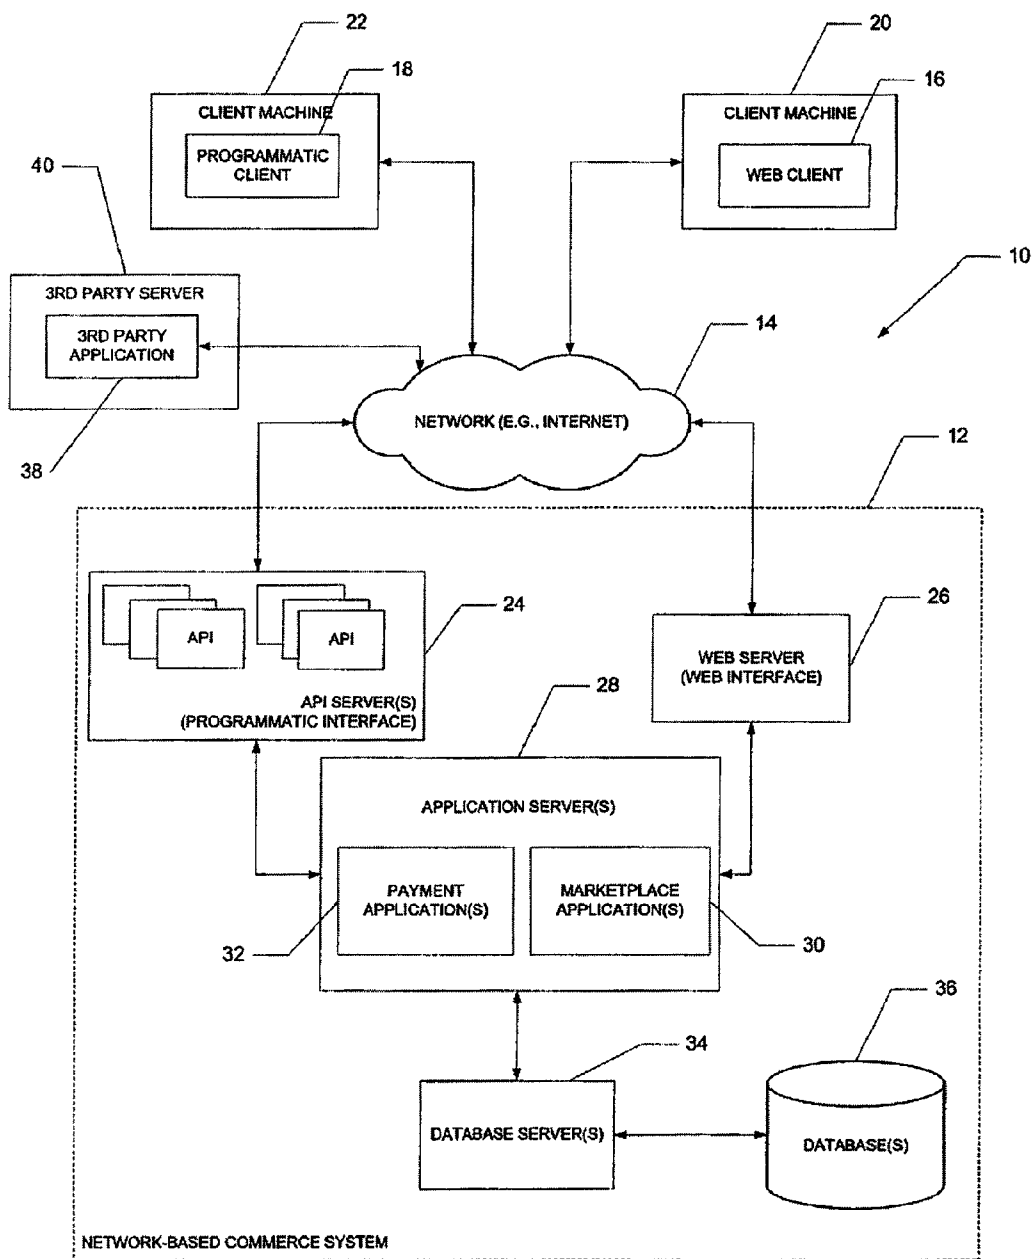 22
20
18
16
CLIENT MACHINE
CLIENT MACHINE
PROGRAMMATIC
CLIENT
WEB CLIENT
40
10
3RD PARTY SERVER
3RD PARTY
APPLICATION
14
NETWORK (E.G., INTERNET)
38
12
24
26
API
API
WEB SERVER
(WEB INTERFACE)
API SERVER(S)
(PROGRAMMATIC INTERFACE)
28
APPLICATION SERVER(S)
PAYMENT
APPLICATION(S)
MARKETPLACE
APPLICATION(S)
32
30
36
34
DATABASE SERVER(S)
DATABASE(S)
NETWORK-BASED COMMERCE SYSTEM